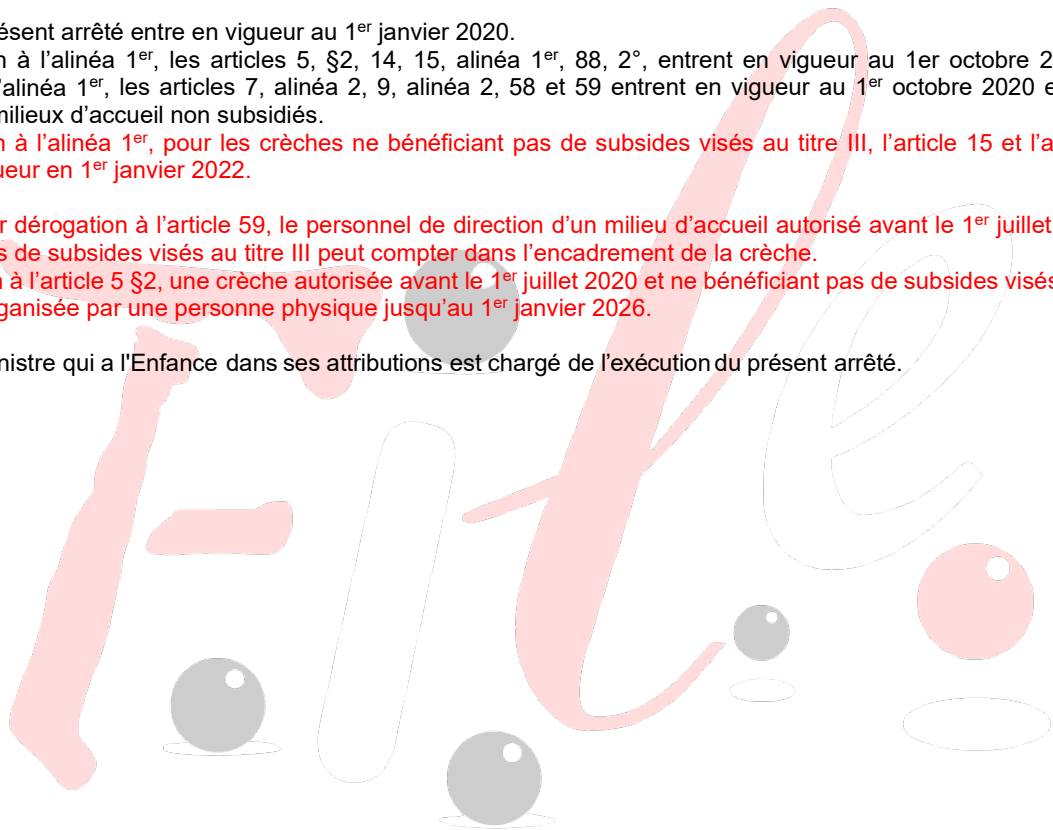 ésent arrêté entre en vigueur au 1er janvier 2020.
n à l'alinéa 1er, les articles 5, §2, 14, 15, alinéa 1er, 88, 2°, entrent en vigueur au 1er octobre 2
'alinéa 1er, les articles 7, alinéa 2, 9, alinéa 2, 58 et 59 entrent en vigueur au 1er octobre 2020 e
milieux d'accueil non subsidiés.
n à l'alinéa 1er, pour les crèches ne bénéficiant pas de subsides visés au titre III, l'article 15 et l'a
ueur en 1er janvier 2022.
r dérogation à l'article 59, le personnel de direction d'un milieu d'accueil autorisé avant le 1er juillet
s de subsides visés au titre III peut compter dans l'encadrement de la crèche.
n à l'article 5 §2, une crèche autorisée avant le 1er juillet 2020 et ne bénéficiant pas de subsides visés
ganisée par une personne physique jusqu'au 1er janvier 2026.
nistre qui a l'Enfance dans ses attributions est chargé de l'exécution du présent arrêté.
File